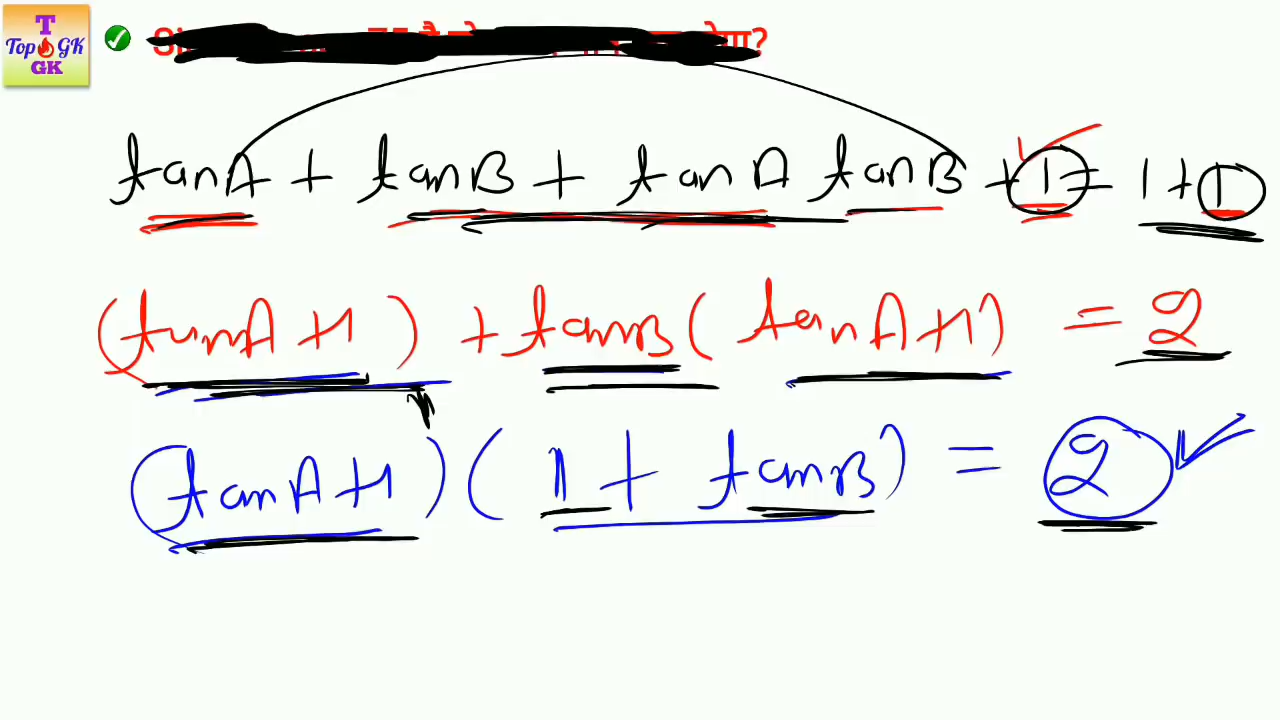 T
Top GK
GK
tanA + tanB + tanA tanB + 1 = 1 + 1
(tanA + 1) + tanB (tanA + 1) = 2
(tanA + 1) (1 + tanB) = 2